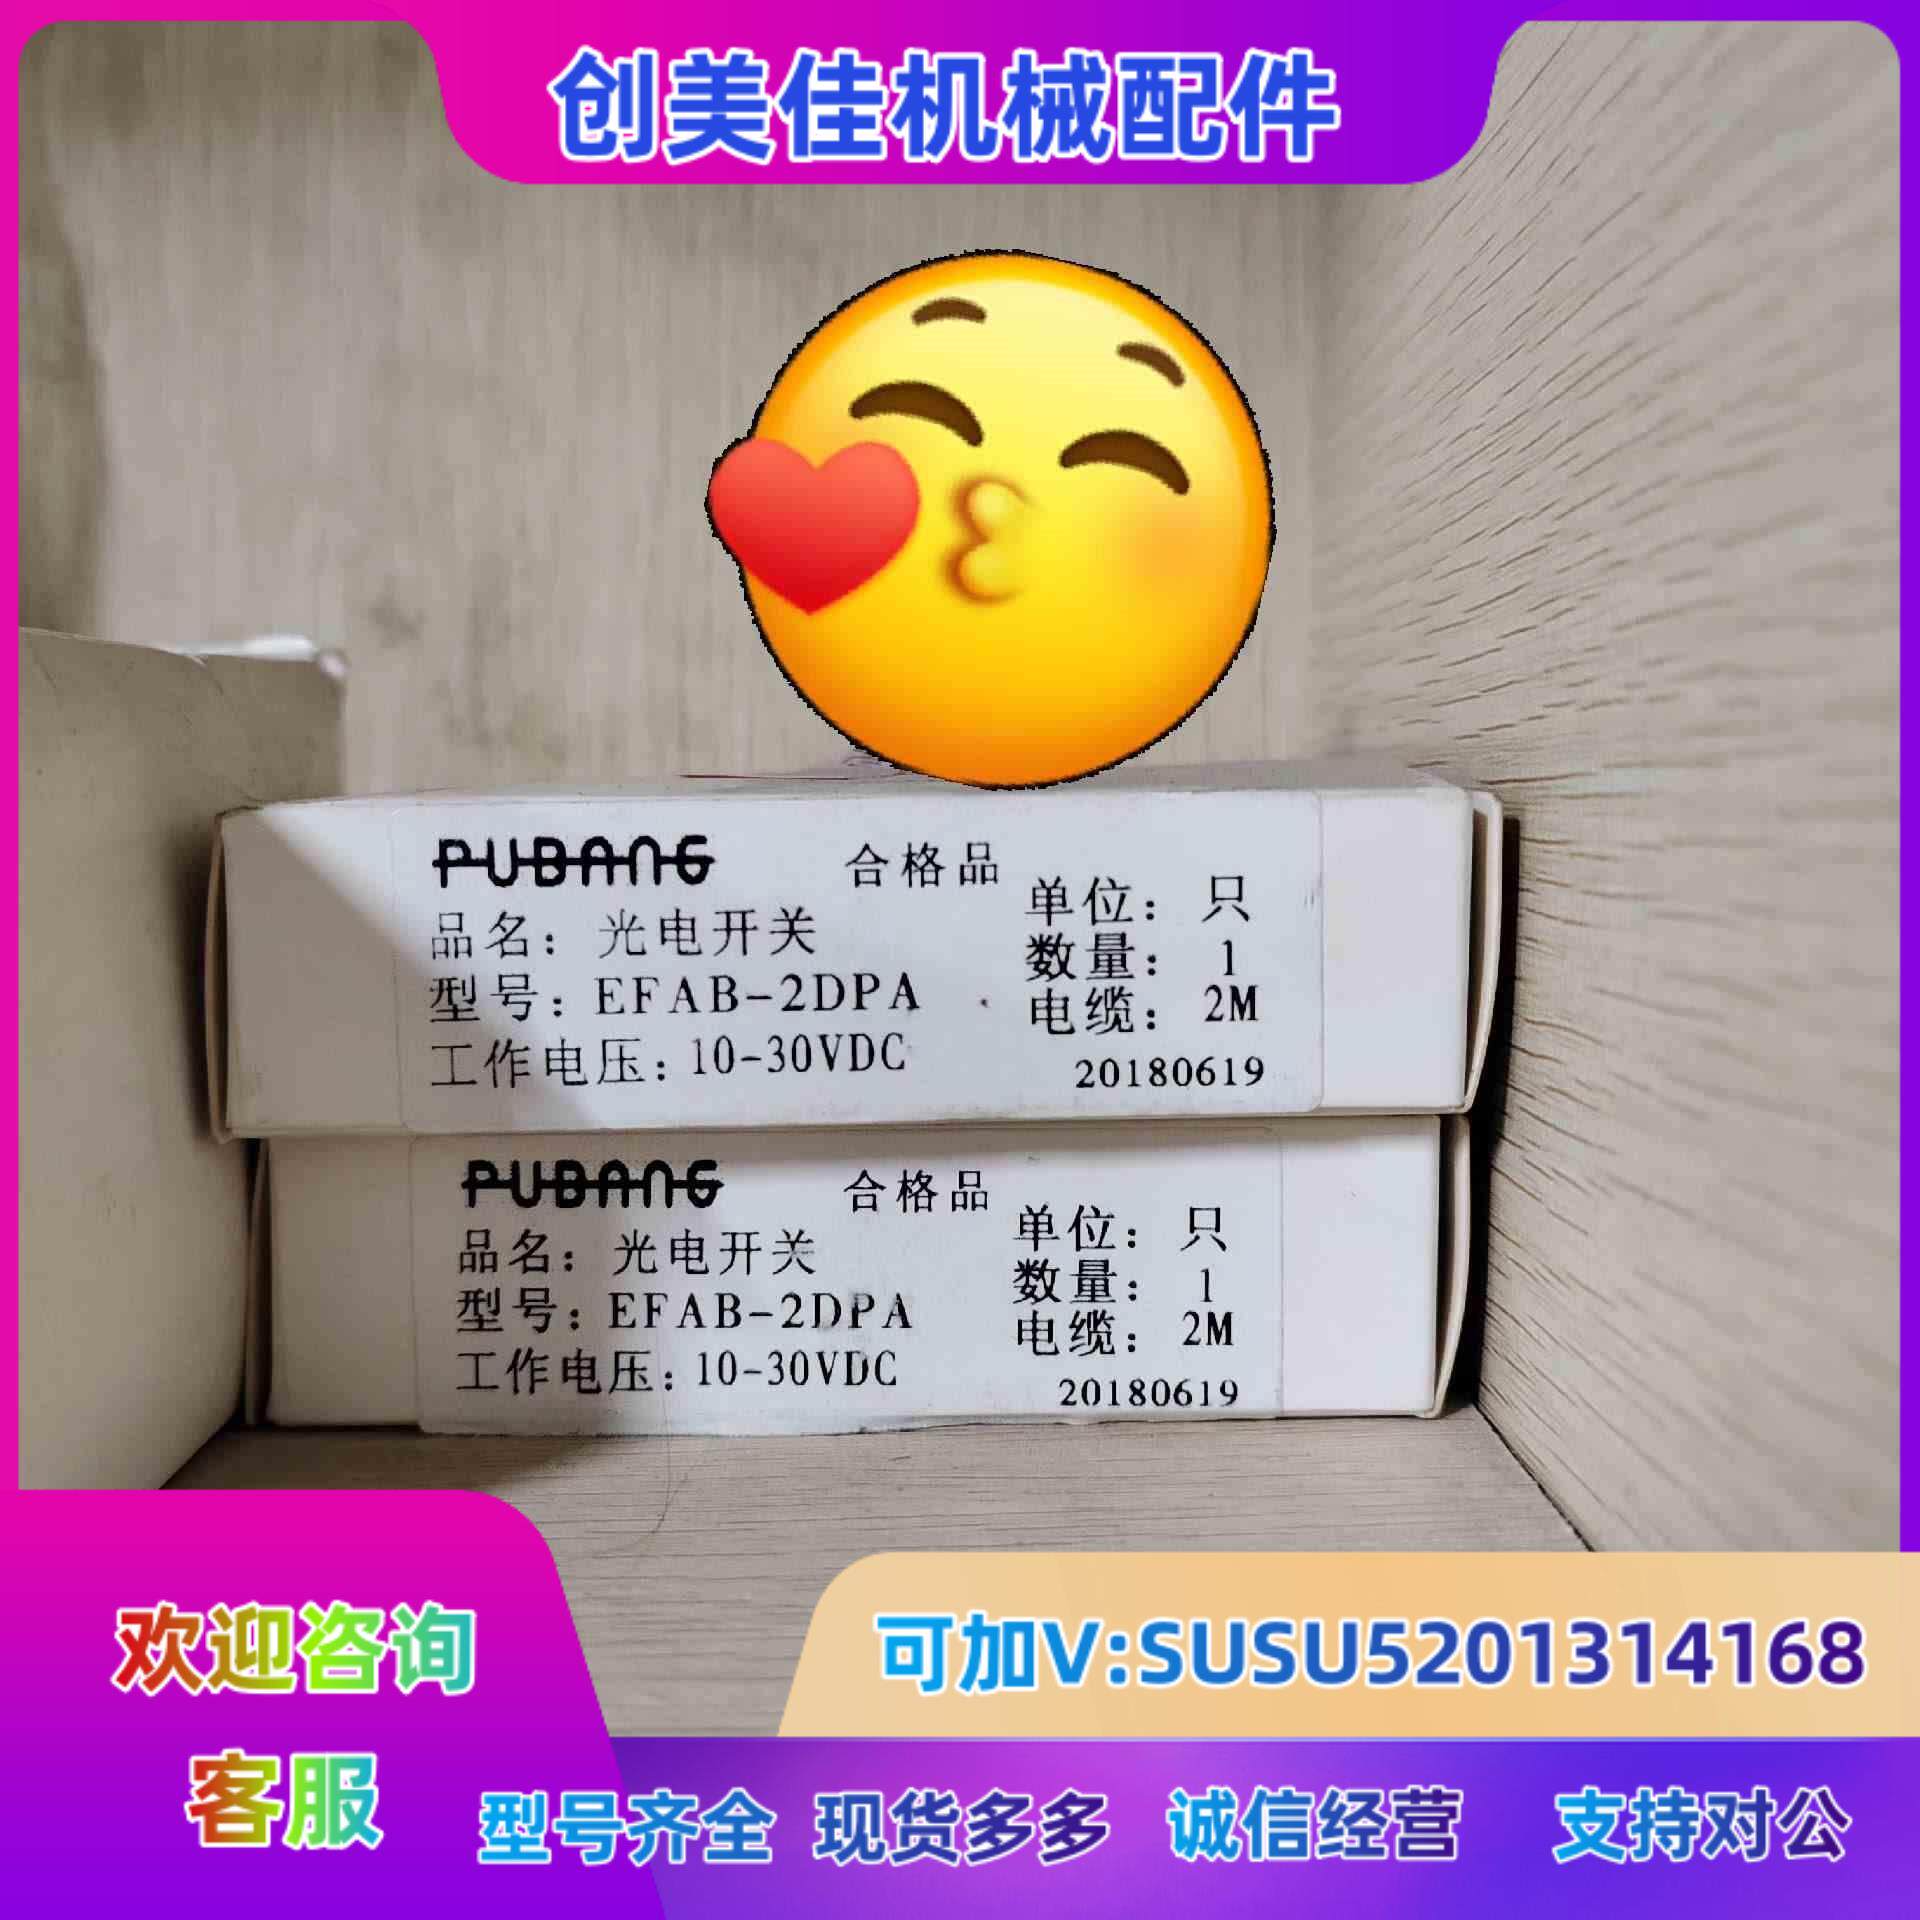 创美佳机械配件
PUBANG 合格品
品名：光电开关 单位：只
型号：EFAB-2DPA 数量：1
工作电压：10-30VDC 电缆：2M
20180619
PUBANG 合格品
品名：光电开关 单位：只
型号：EFAB-2DPA 数量：1
工作电压：10-30VDC 电缆：2M
20180619
欢迎咨询
客服
可加V:SUSU5201314168
型号齐全 现货多多 诚信经营 支持对公